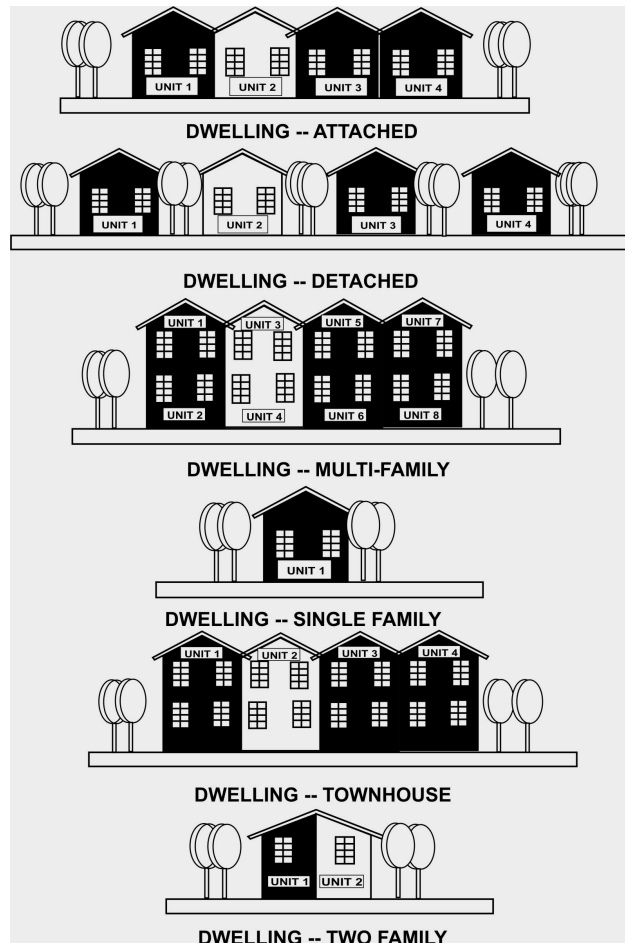 UNIT 1 UNIT 2 UNIT 3 UNIT 4
DWELLING -- ATTACHED
UNIT 1 UNIT 2 UNIT 3 UNIT 4
DWELLING -- DETACHED
UNIT 1 UNIT 3 UNIT 5 UNIT 7
UNIT 2 UNIT 4 UNIT 6 UNIT 8
DWELLING -- MULTI-FAMILY
UNIT 1
DWELLING -- SINGLE FAMILY
UNIT 1 UNIT 2 UNIT 3 UNIT 4
DWELLING -- TOWNHOUSE
UNIT 1 UNIT 2
DWELLING -- TWO FAMILY